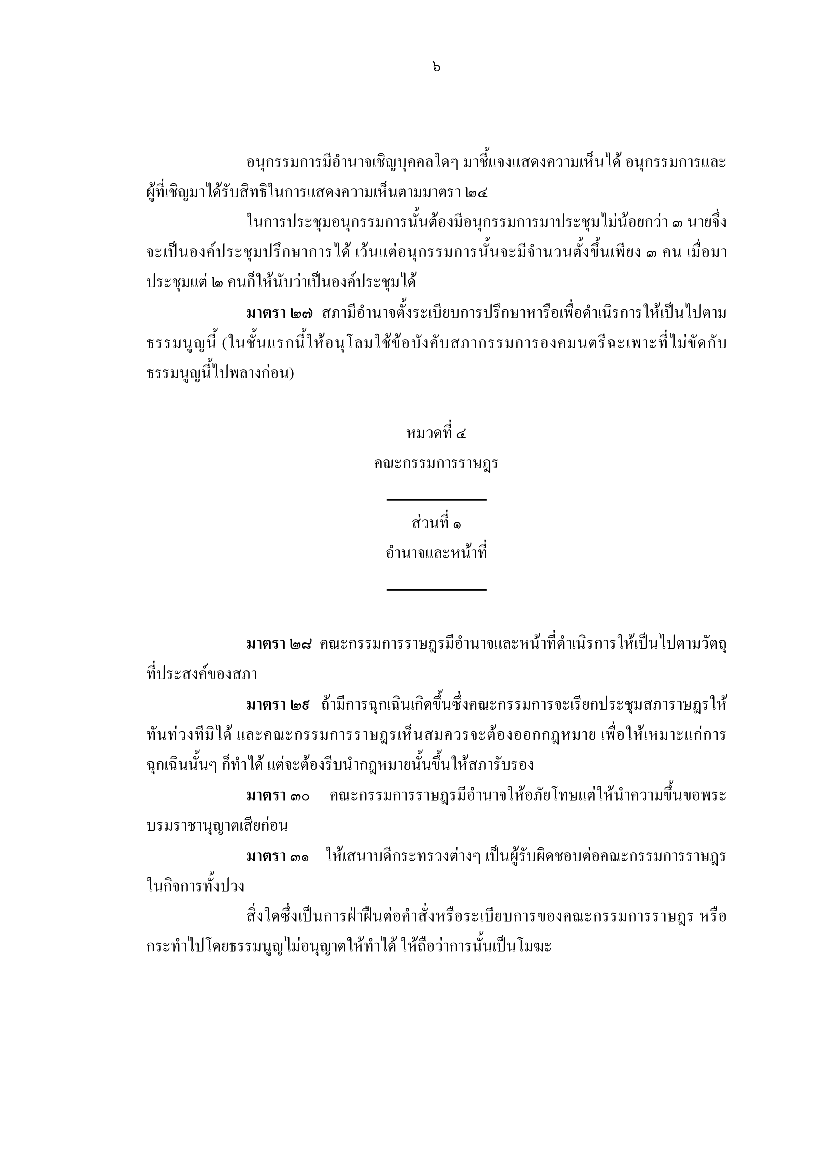 ๖
อนุกรรมการมีอำนาจเชิญบุคคลใดๆ มาชี้แจงแสดงความเห็นได้ อนุกรรมการและ
ผู้ที่เชิญมาได้รับสิทธิในการแสดงความเห็นตามมาตรา ๒๔
ในการประชุมอนุกรรมการนั้นต้องมีอนุกรรมการมาประชุมไม่น้อยกว่า ๓ นายจึ่ง
จะเป็นองค์ประชุมปรึกษาการได้ เว้นแต่อนุกรรมการนั้นจะมีจำนวนตั้งขึ้นเพียง ๓ คน เมื่อมา
ประชุมแต่ ๒ คนก็ให้นับว่าเป็นองค์ประชุมได้
มาตรา ๒๗ สภามีอำนาจตั้งระเบียบการปรึกษาหารือเพื่อดำเนิรการให้เป็นไปตาม
ธรรมนูญนี้ (ในชั้นแรกนี้ให้อนุโลมใช้ข้อบังคับสภากรรมการองคมนตรีฉะเพาะที่ไม่ขัดกับ
ธรรมนูญนี้ไปพลางก่อน)
หมวดที่ ๔
คณะกรรมการราษฎร
ส่วนที่ ๑
อำนาจและหน้าที่
มาตรา ๒๘ คณะกรรมการราษฎรมีอำนาจและหน้าที่ดำเนิรการให้เป็นไปตามวัตถุ
ที่ประสงค์ของสภา
มาตรา ๒๙ ถ้ามีการฉุกเฉินเกิดขึ้นซึ่งคณะกรรมการจะเรียกประชุมสภาราษฎรให้
ทันท่วงทีมิได้ และคณะกรรมการราษฎรเห็นสมควรจะต้องออกกฎหมาย เพื่อให้เหมาะแก่การ
ฉุกเฉินนั้นๆ ก็ทำได้ แต่จะต้องรีบนำกฎหมายนั้นขึ้นให้สภารับรอง
มาตรา ๓๐ คณะกรรมการราษฎรมีอำนาจให้อภัยโทษแต่ให้นำความขึ้นขอพระ
บรมราชานุญาตเสียก่อน
มาตรา ๓๑ ให้เสนาบดีกระทรวงต่างๆ เป็นผู้รับผิดชอบต่อคณะกรรมการราษฎร
ในกิจการทั้งปวง
สิ่งใดซึ่งเป็นการฝ่าฝืนต่อคำสั่งหรือระเบียบการของคณะกรรมการราษฎร หรือ
กระทำไปโดยธรรมนูญไม่อนุญาตให้ทำได้ ให้ถือว่าการนั้นเป็นโมฆะ